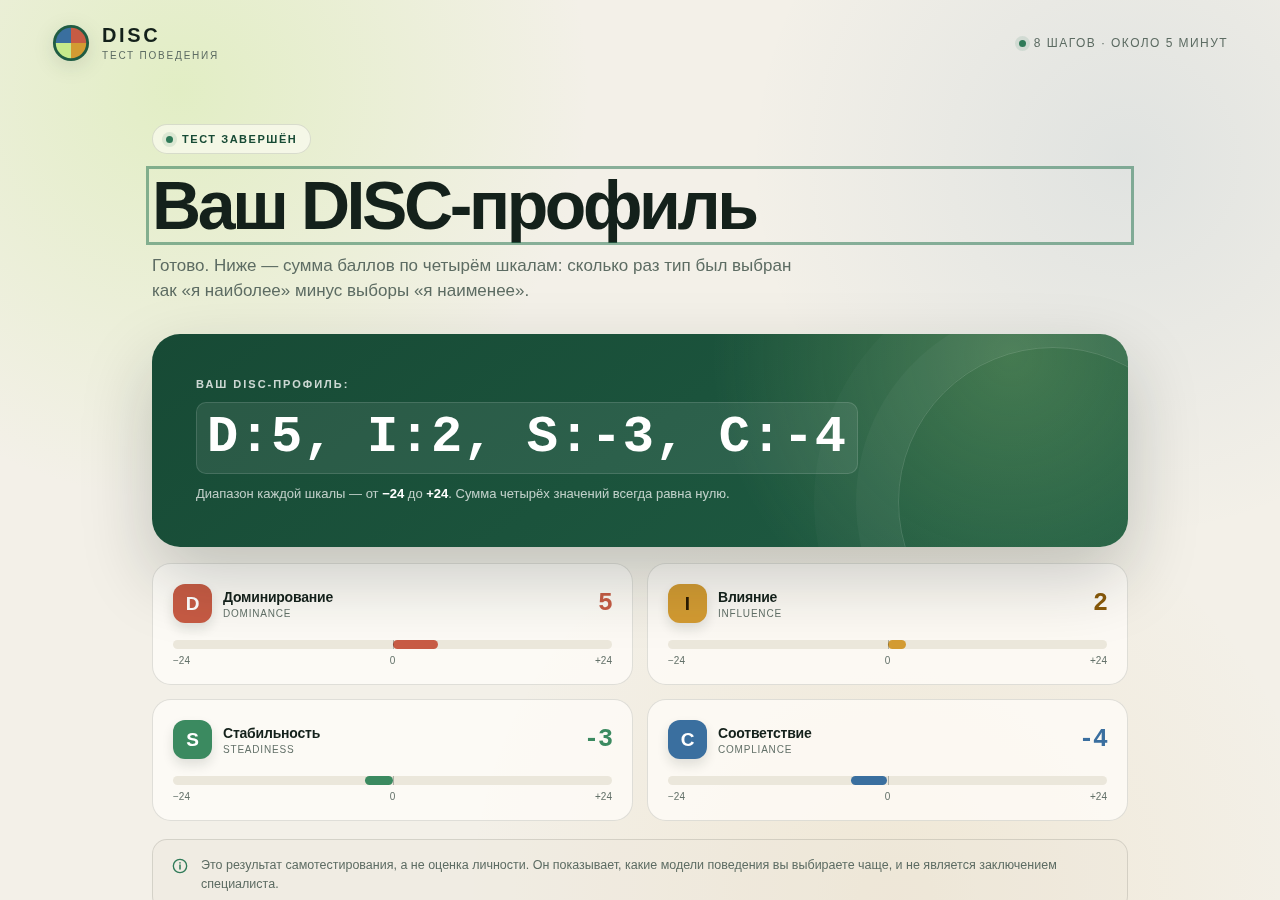 DISC
ТЕСТ ПОВЕДЕНИЯ
8 ШАГОВ · ОКОЛО 5 МИНУТ
ТЕСТ ЗАВЕРШЁН
Ваш DISC-профиль
Готово. Ниже — сумма баллов по четырём шкалам: сколько раз тип был выбран
как «я наиболее» минус выборы «я наименее».
ВАШ DISC-ПРОФИЛЬ:
D:5, I:2, S:-3, C:-4
Диапазон каждой шкалы — от −24 до +24. Сумма четырёх значений всегда равна нулю.
D
Доминирование
DOMINANCE
5
−24 0 +24
I
Влияние
INFLUENCE
2
−24 0 +24
S
Стабильность
STEADINESS
-3
−24 0 +24
C
Соответствие
COMPLIANCE
-4
−24 0 +24
Это результат самотестирования, а не оценка личности. Он показывает, какие модели поведения вы выбираете чаще, и не является заключением
специалиста.